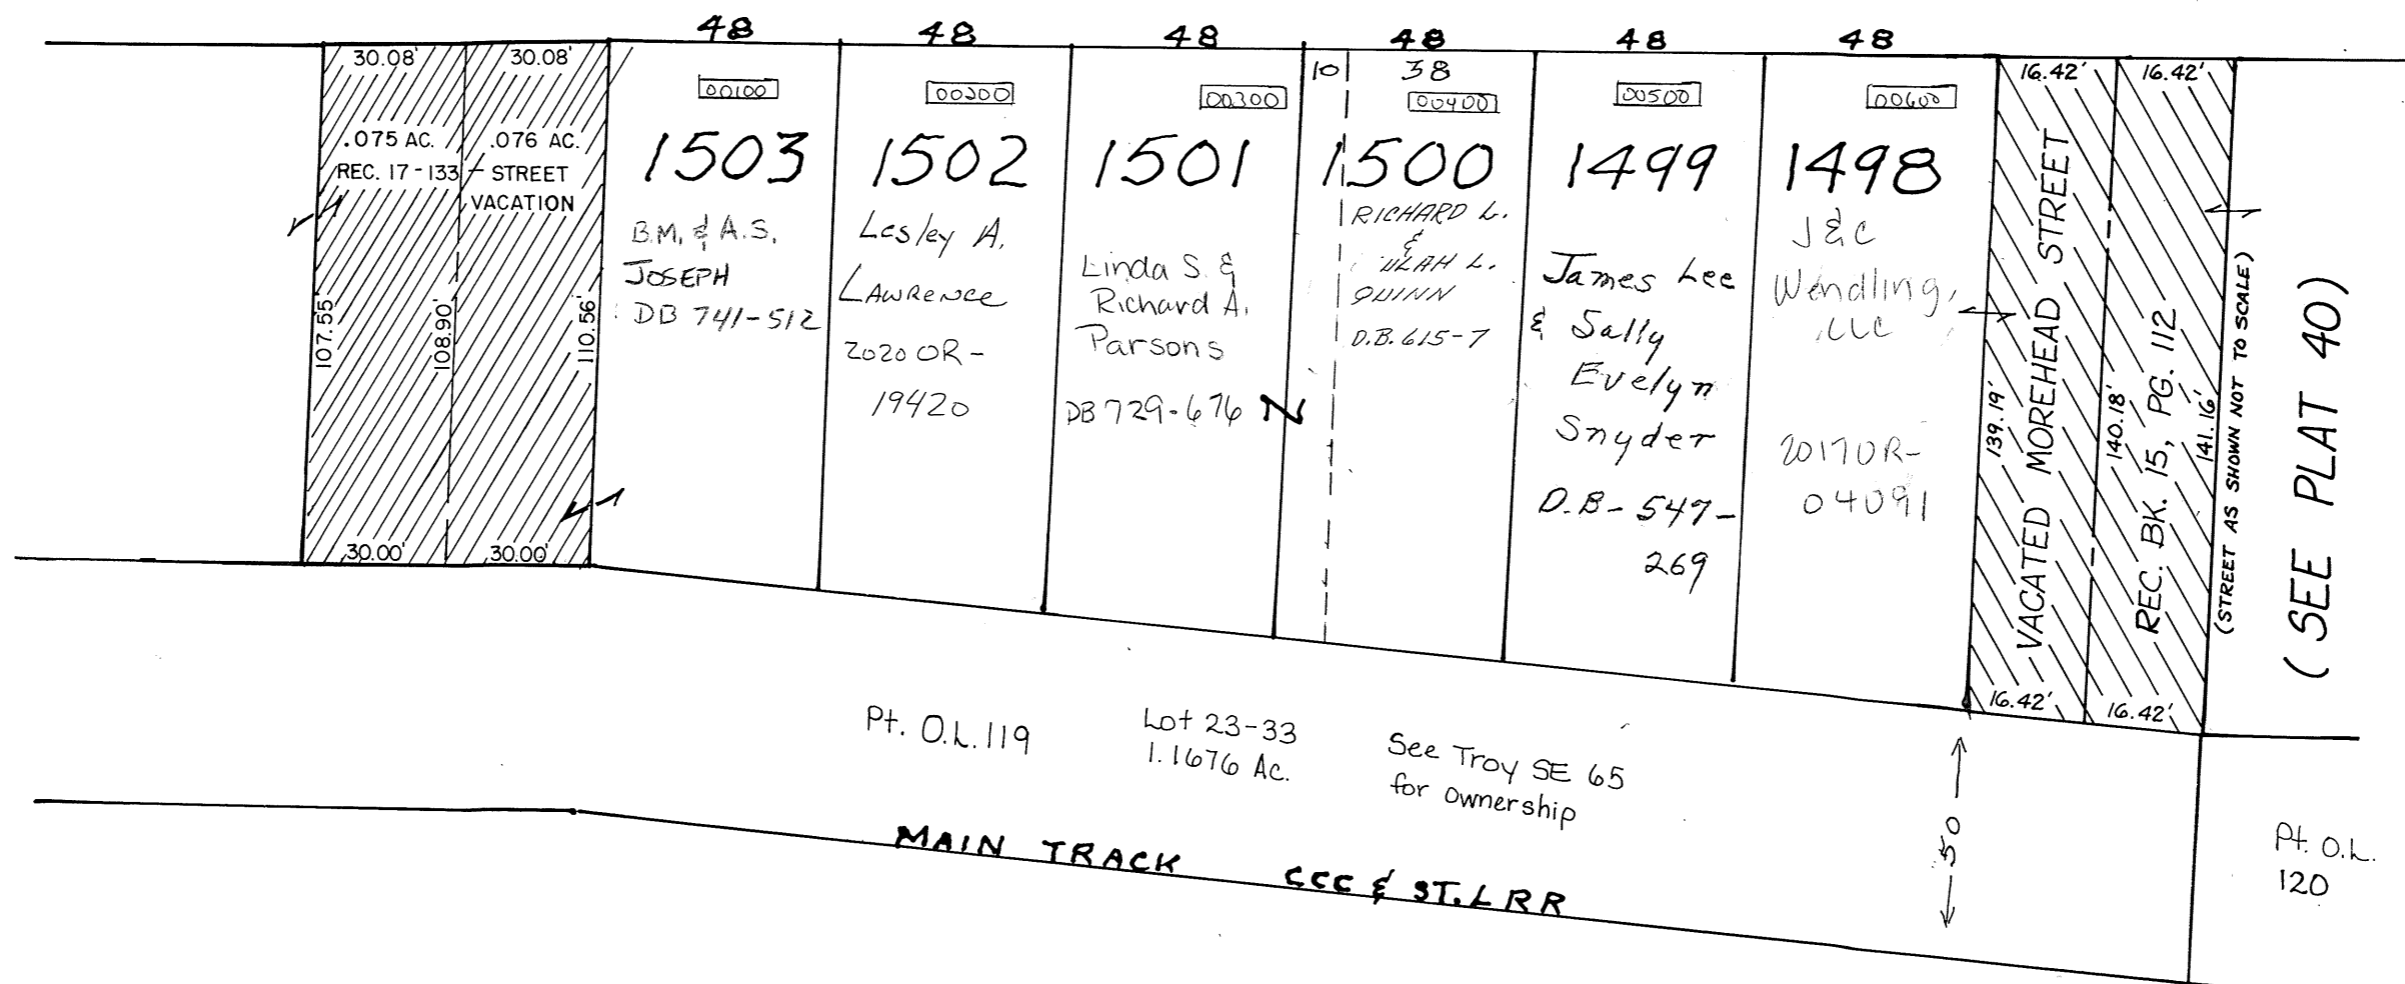 48 48 48 48 48 48
30.08' 30.08' 10 38 16.42' 16.42'
00100 00200 00300 00400 00500 00600
.075 AC. .076 AC.
REC. 17-133 STREET
VACATION
107.55' 108.90' 110.56'
30.00' 30.00'
1503
B.M. & A.S.
JOSEPH
DB 741-512
1502
Lesley A.
LAWRENCE
2020 OR-
19420
1501
Linda S. &
Richard A.
Parsons
DB 729-676
Z
1500
RICHARD L.
&
ULAH L.
QUINN
D.B. 615-7
1499
James Lee
& Sally
Evelyn
Snyder
D.B-547-
269
1498
J&C
Wendling,
LLC
2017OR-
04091
139.19'
VACATED MOREHEAD STREET
140.18'
REC. BK. 15, PG. 112
141.16'
(STREET AS SHOWN NOT TO SCALE)
(SEE PLAT 40)
16.42' 16.42'
Pt. O.L. 119
Lot 23-33
1.1676 Ac.
See Troy SE 65
for ownership
50
MAIN TRACK CCC & ST.L RR
Pt. O.L.
120